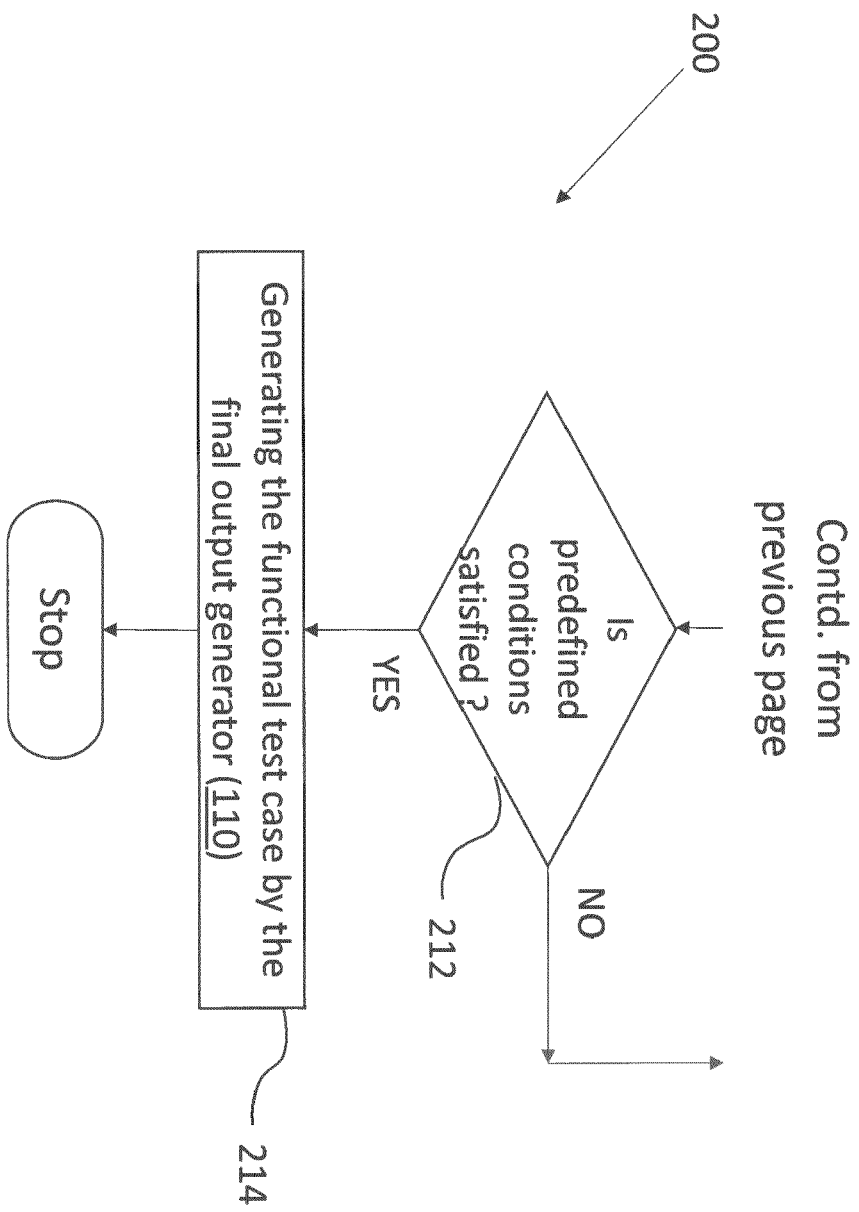 200
Contd. from
previous page
Is
predefined
conditions
satisfied ?
NO
212
YES
Generating the functional test case by the
final output generator (110)
214
Stop